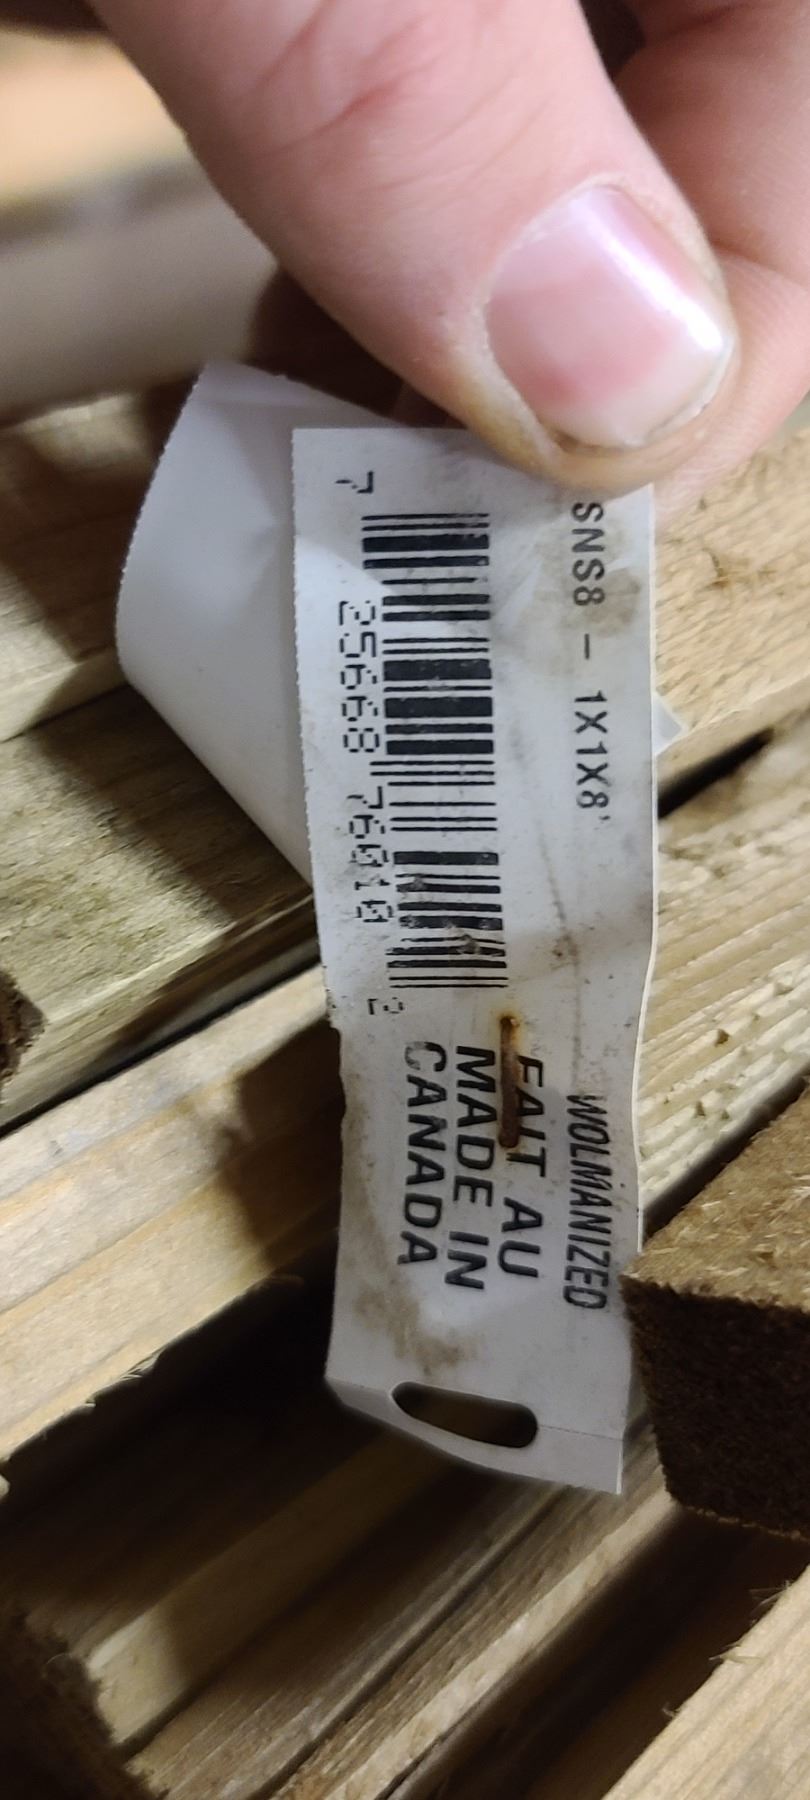 SNS8 - 1X1X8'
7 25668 76010 2
WOLMANIZED
FAIT AU
MADE IN
CANADA